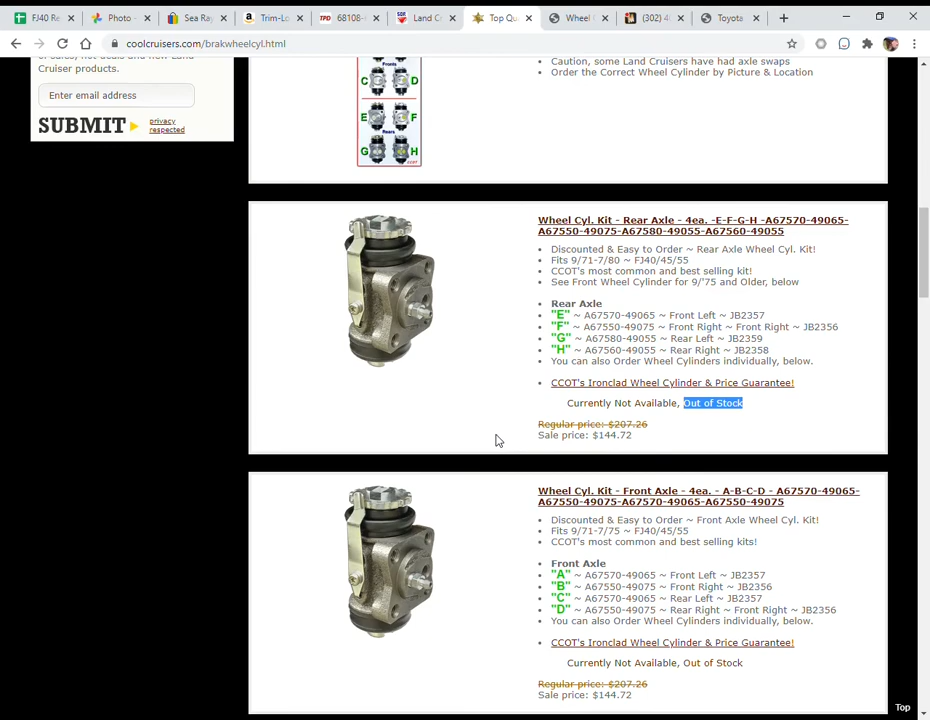 FJ40 Re
Photo -
Sea Ray
Trim-Lo
68108-
Land C
Top Qu
Wheel
(302) 4
Toyota
coolcruisers.com/brakwheelcyl.html
Cruiser products.
Enter email address
SUBMIT
privacy
respected
Fronts
C D
E F
Rears
G H
CCOT
Caution, some Land Cruisers have had axle swaps
Order the Correct Wheel Cylinder by Picture & Location
Wheel Cyl. Kit - Rear Axle - 4ea. -E-F-G-H -A67570-49065-
A67550-49075-A67580-49055-A67560-49055
Discounted & Easy to Order ~ Rear Axle Wheel Cyl. Kit!
Fits 9/71-7/80 ~ FJ40/45/55
CCOT's most common and best selling kit!
See Front Wheel Cylinder for 9/'75 and Older, below
Rear Axle
"E" ~ A67570-49065 ~ Front Left ~ JB2357
"F" ~ A67550-49075 ~ Front Right ~ Front Right ~ JB2356
"G" ~ A67580-49055 ~ Rear Left ~ JB2359
"H" ~ A67560-49055 ~ Rear Right ~ JB2358
You can also Order Wheel Cylinders individually, below.
CCOT's Ironclad Wheel Cylinder & Price Guarantee!
Currently Not Available, Out of Stock
Regular price: $207.26
Sale price: $144.72
Wheel Cyl. Kit - Front Axle - 4ea. - A-B-C-D - A67570-49065-
A67550-49075-A67570-49065-A67550-49075
Discounted & Easy to Order ~ Front Axle Wheel Cyl. Kit!
Fits 9/71-7/75 ~ FJ40/45/55
CCOT's most common and best selling kits!
Front Axle
"A" ~ A67570-49065 ~ Front Left ~ JB2357
"B" ~ A67550-49075 ~ Front Right ~ JB2356
"C" ~ A67570-49065 ~ Rear Left ~ JB2357
"D" ~ A67550-49075 ~ Rear Right ~ Front Right ~ JB2356
You can also Order Wheel Cylinders individually, below.
CCOT's Ironclad Wheel Cylinder & Price Guarantee!
Currently Not Available, Out of Stock
Regular price: $207.26
Sale price: $144.72
Top